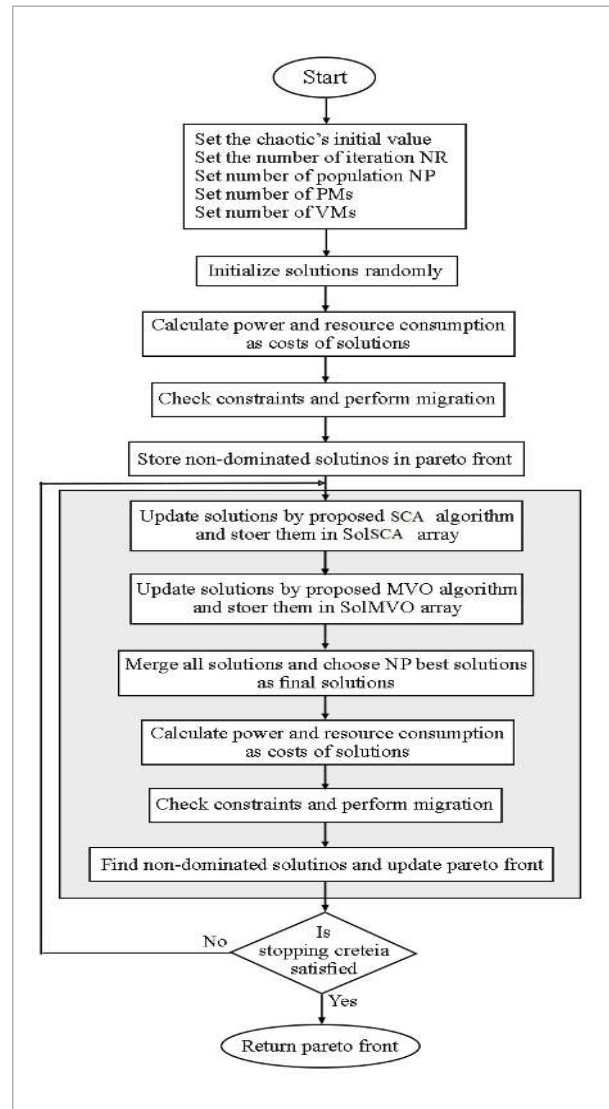 Start
Set the chaotic's initial value
Set the number of iteration NR
Set number of population NP
Set number of PMs
Set number of VMs
Initialize solutions randomly
Calculate power and resource consumption
as costs of solutions
Check constraints and perform migration
Store non-dominated solutinos in pareto front
Update solutions by proposed SCA algorithm
and stoer them in SolSCA array
Update solutions by proposed MVO algorithm
and stoer them in SolMVO array
Merge all solutions and choose NP best solutions
as final solutions
Calculate power and resource consumption
as costs of solutions
Check constraints and perform migration
Find non-dominated solutinos and update pareto front
Is
stopping creteia
satisfied
No
Yes
Return pareto front